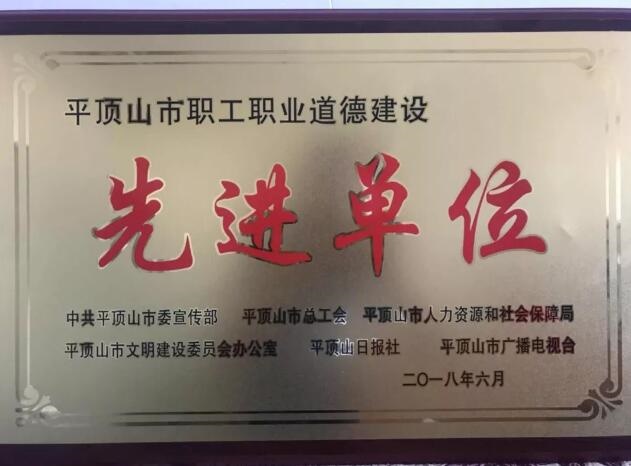 平顶山市职工职业道德建设
先进单位
中共平顶山市委宣传部 平顶山市总工会 平顶山市人力资源和社会保障局
平顶山市文明建设委员会办公室 平顶山日报社 平顶山市广播电视台
二〇一八年六月